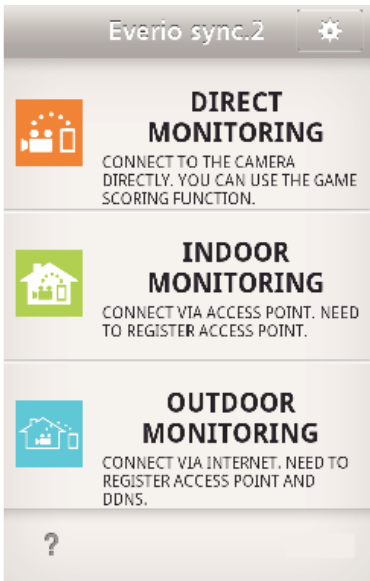 Everio sync.2
DIRECT
MONITORING
CONNECT TO THE CAMERA
DIRECTLY. YOU CAN USE THE GAME
SCORING FUNCTION.
INDOOR
MONITORING
CONNECT VIA ACCESS POINT. NEED
TO REGISTER ACCESS POINT.
OUTDOOR
MONITORING
CONNECT VIA INTERNET. NEED TO
REGISTER ACCESS POINT AND
DDNS.
?